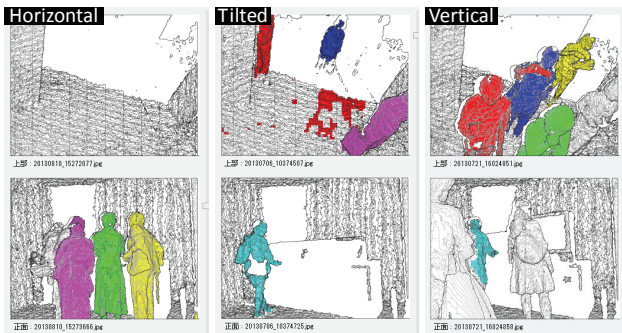 Horizontal
Tilted
Vertical
上部 : 20130810_15272077.jpg
上部 : 20130706_10374507.jpg
上部 : 20130721_16024851.jpg
正面 : 20130810_15273666.jpg
正面 : 20130706_10374725.jpg
正面 : 20130721_16024858.jpg